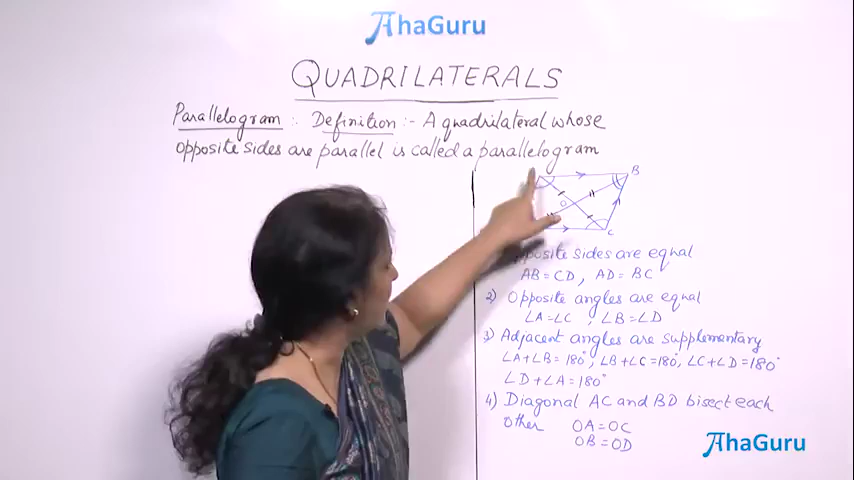 AhaGuru
QUADRILATERALS
Parallelogram :- Definition :- A quadrilateral whose
opposite sides are parallel is called a parallelogram
B
O
C
opposite sides are equal
AB = CD , AD = BC
2) Opposite angles are equal
∠A = ∠C , ∠B = ∠D
3) Adjacent angles are supplementary
∠A + ∠B = 180°, ∠B + ∠C = 180°, ∠C + ∠D = 180°
∠D + ∠A = 180°
4) Diagonal AC and BD bisect each
other OA = OC
OB = OD
AhaGuru